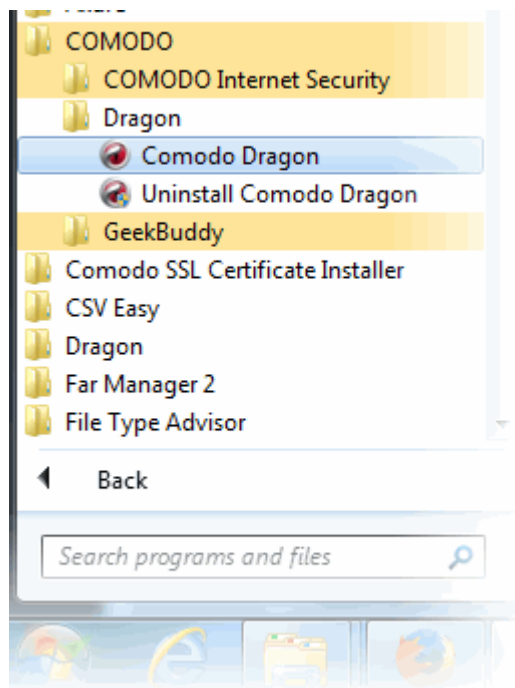 COMODO
COMODO Internet Security
Dragon
Comodo Dragon
Uninstall Comodo Dragon
GeekBuddy
Comodo SSL Certificate Installer
CSV Easy
Dragon
Far Manager 2
File Type Advisor
Back
Search programs and files